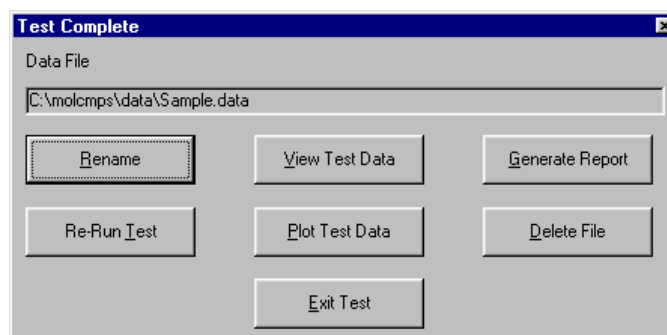 Test Complete
Data File
C:\molcmps\data\Sample.data
Rename View Test Data Generate Report
Re-Run Test Plot Test Data Delete File
Exit Test